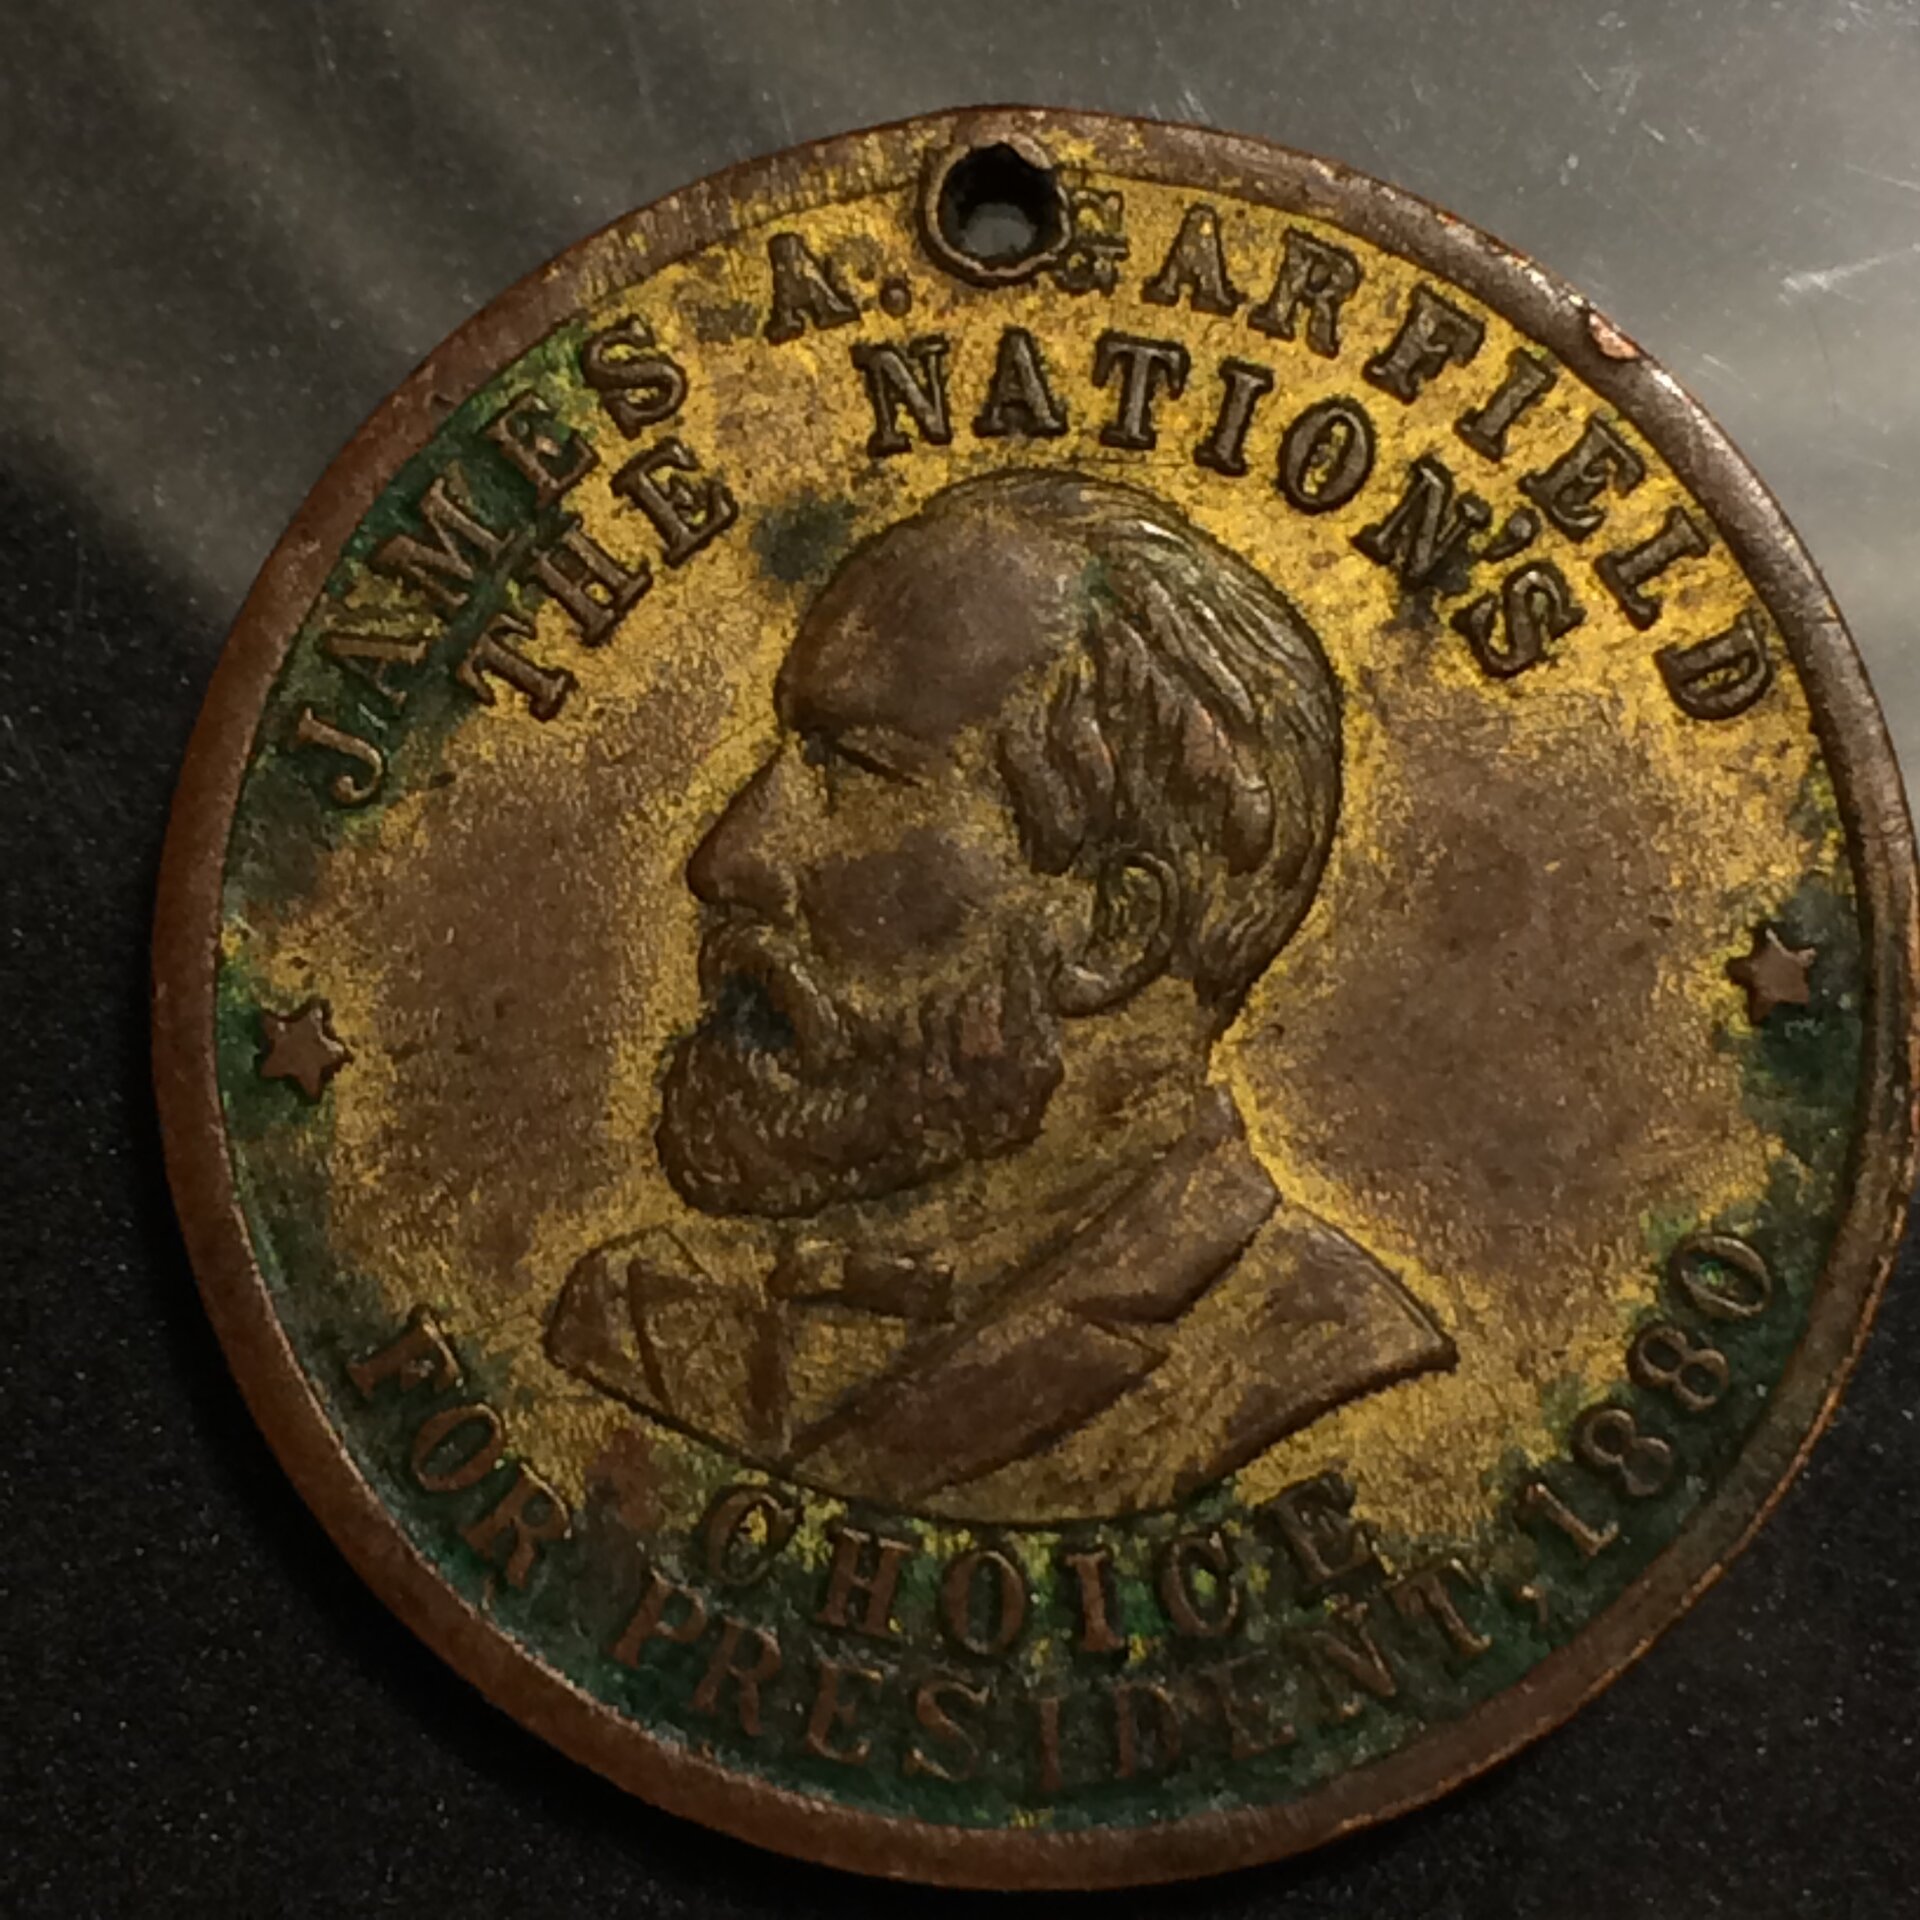 JAMES A. GARFIELD
THE NATION'S
CHOICE
FOR PRESIDENT, 1880